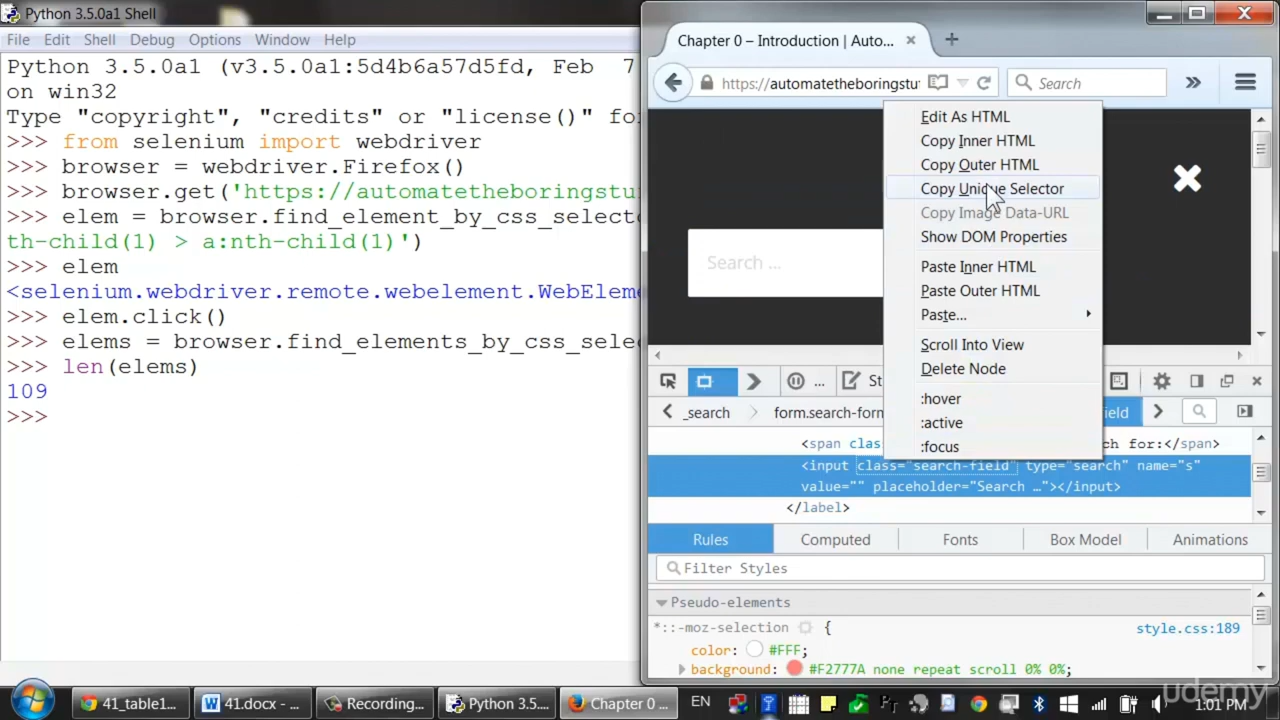 Python 3.5.0a1 Shell
File Edit Shell Debug Options Window Help
Python 3.5.0a1 (v3.5.0a1:5d4b6a57d5fd, Feb 7
on win32
Type "copyright", "credits" or "license()" fo
>>> from selenium import webdriver
>>> browser = webdriver.Firefox()
>>> browser.get('https://automatetheboringstu
>>> elem = browser.find_element_by_css_selecto
th-child(1) > a:nth-child(1)')
>>> elem
<selenium.webdriver.remote.webelement.WebEleme
>>> elem.click()
>>> elems = browser.find_elements_by_css_selec
>>> len(elems)
109
>>>
Chapter 0 – Introduction | Auto...
https://automatetheboringstu
Search
Search ...
Edit As HTML
Copy Inner HTML
Copy Outer HTML
Copy Unique Selector
Copy Image Data-URL
Show DOM Properties
Paste Inner HTML
Paste Outer HTML
Paste...
Scroll Into View
Delete Node
:hover
:active
:focus
... St
_search form.search-form ield
<span clas ch for:</span>
<input class="search-field" type="search" name="s"
value="" placeholder="Search …"></input>
</label>
Rules Computed Fonts Box Model Animations
Filter Styles
Pseudo-elements
*::-moz-selection {
style.css:189
color: #FFF;
background: #F2777A none repeat scroll 0% 0%;
41_table1... 41.docx - ... Recording... Python 3.5.... Chapter 0 ... EN 1:01 PM
udemy